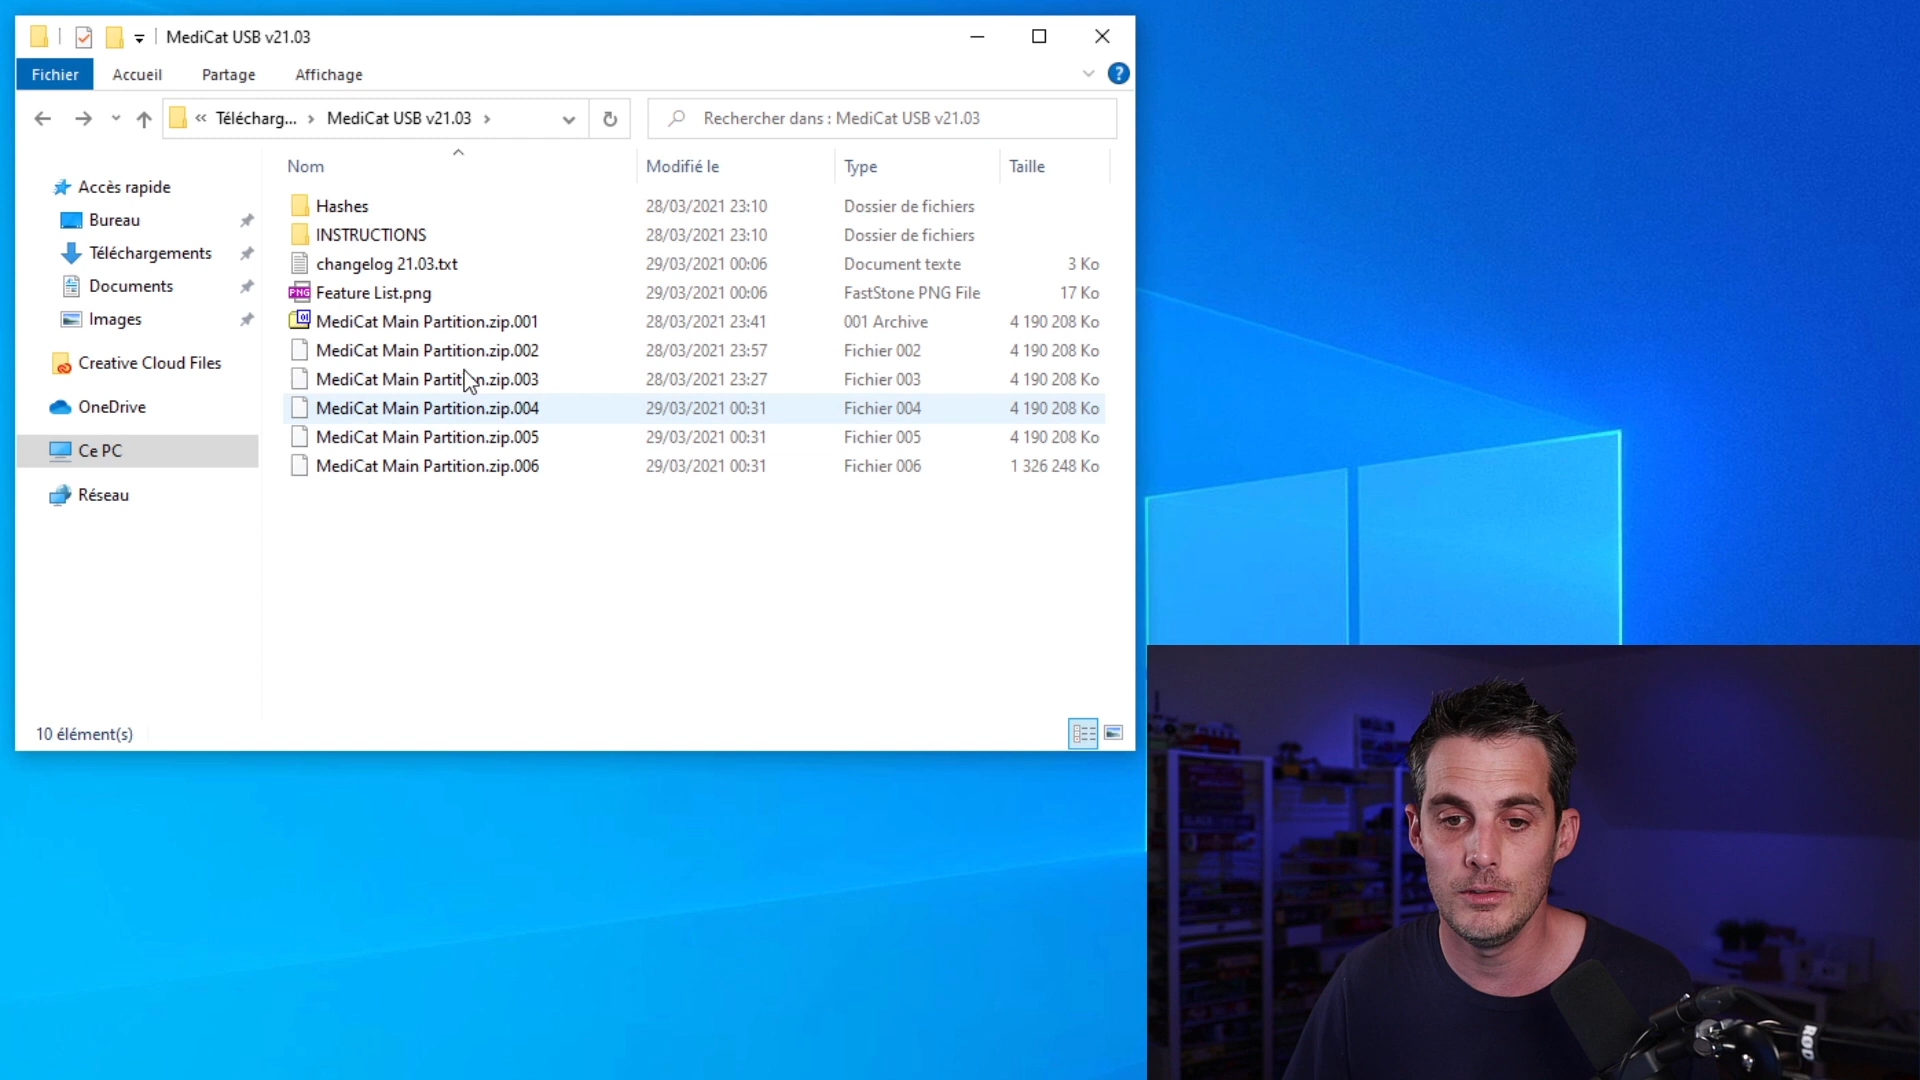 MediCat USB v21.03
Fichier Accueil Partage Affichage
« Télécharg... > MediCat USB v21.03 >
Rechercher dans : MediCat USB v21.03
Nom Modifié le Type Taille
Accès rapide
Bureau
Téléchargements
Documents
Images
Creative Cloud Files
OneDrive
Ce PC
Réseau
Hashes 28/03/2021 23:10 Dossier de fichiers
INSTRUCTIONS 28/03/2021 23:10 Dossier de fichiers
changelog 21.03.txt 29/03/2021 00:06 Document texte 3 Ko
PNG Feature List.png 29/03/2021 00:06 FastStone PNG File 17 Ko
MediCat Main Partition.zip.001 28/03/2021 23:41 001 Archive 4 190 208 Ko
MediCat Main Partition.zip.002 28/03/2021 23:57 Fichier 002 4 190 208 Ko
MediCat Main Partition.zip.003 28/03/2021 23:27 Fichier 003 4 190 208 Ko
MediCat Main Partition.zip.004 29/03/2021 00:31 Fichier 004 4 190 208 Ko
MediCat Main Partition.zip.005 29/03/2021 00:31 Fichier 005 4 190 208 Ko
MediCat Main Partition.zip.006 29/03/2021 00:31 Fichier 006 1 326 248 Ko
10 élément(s)
RØDE